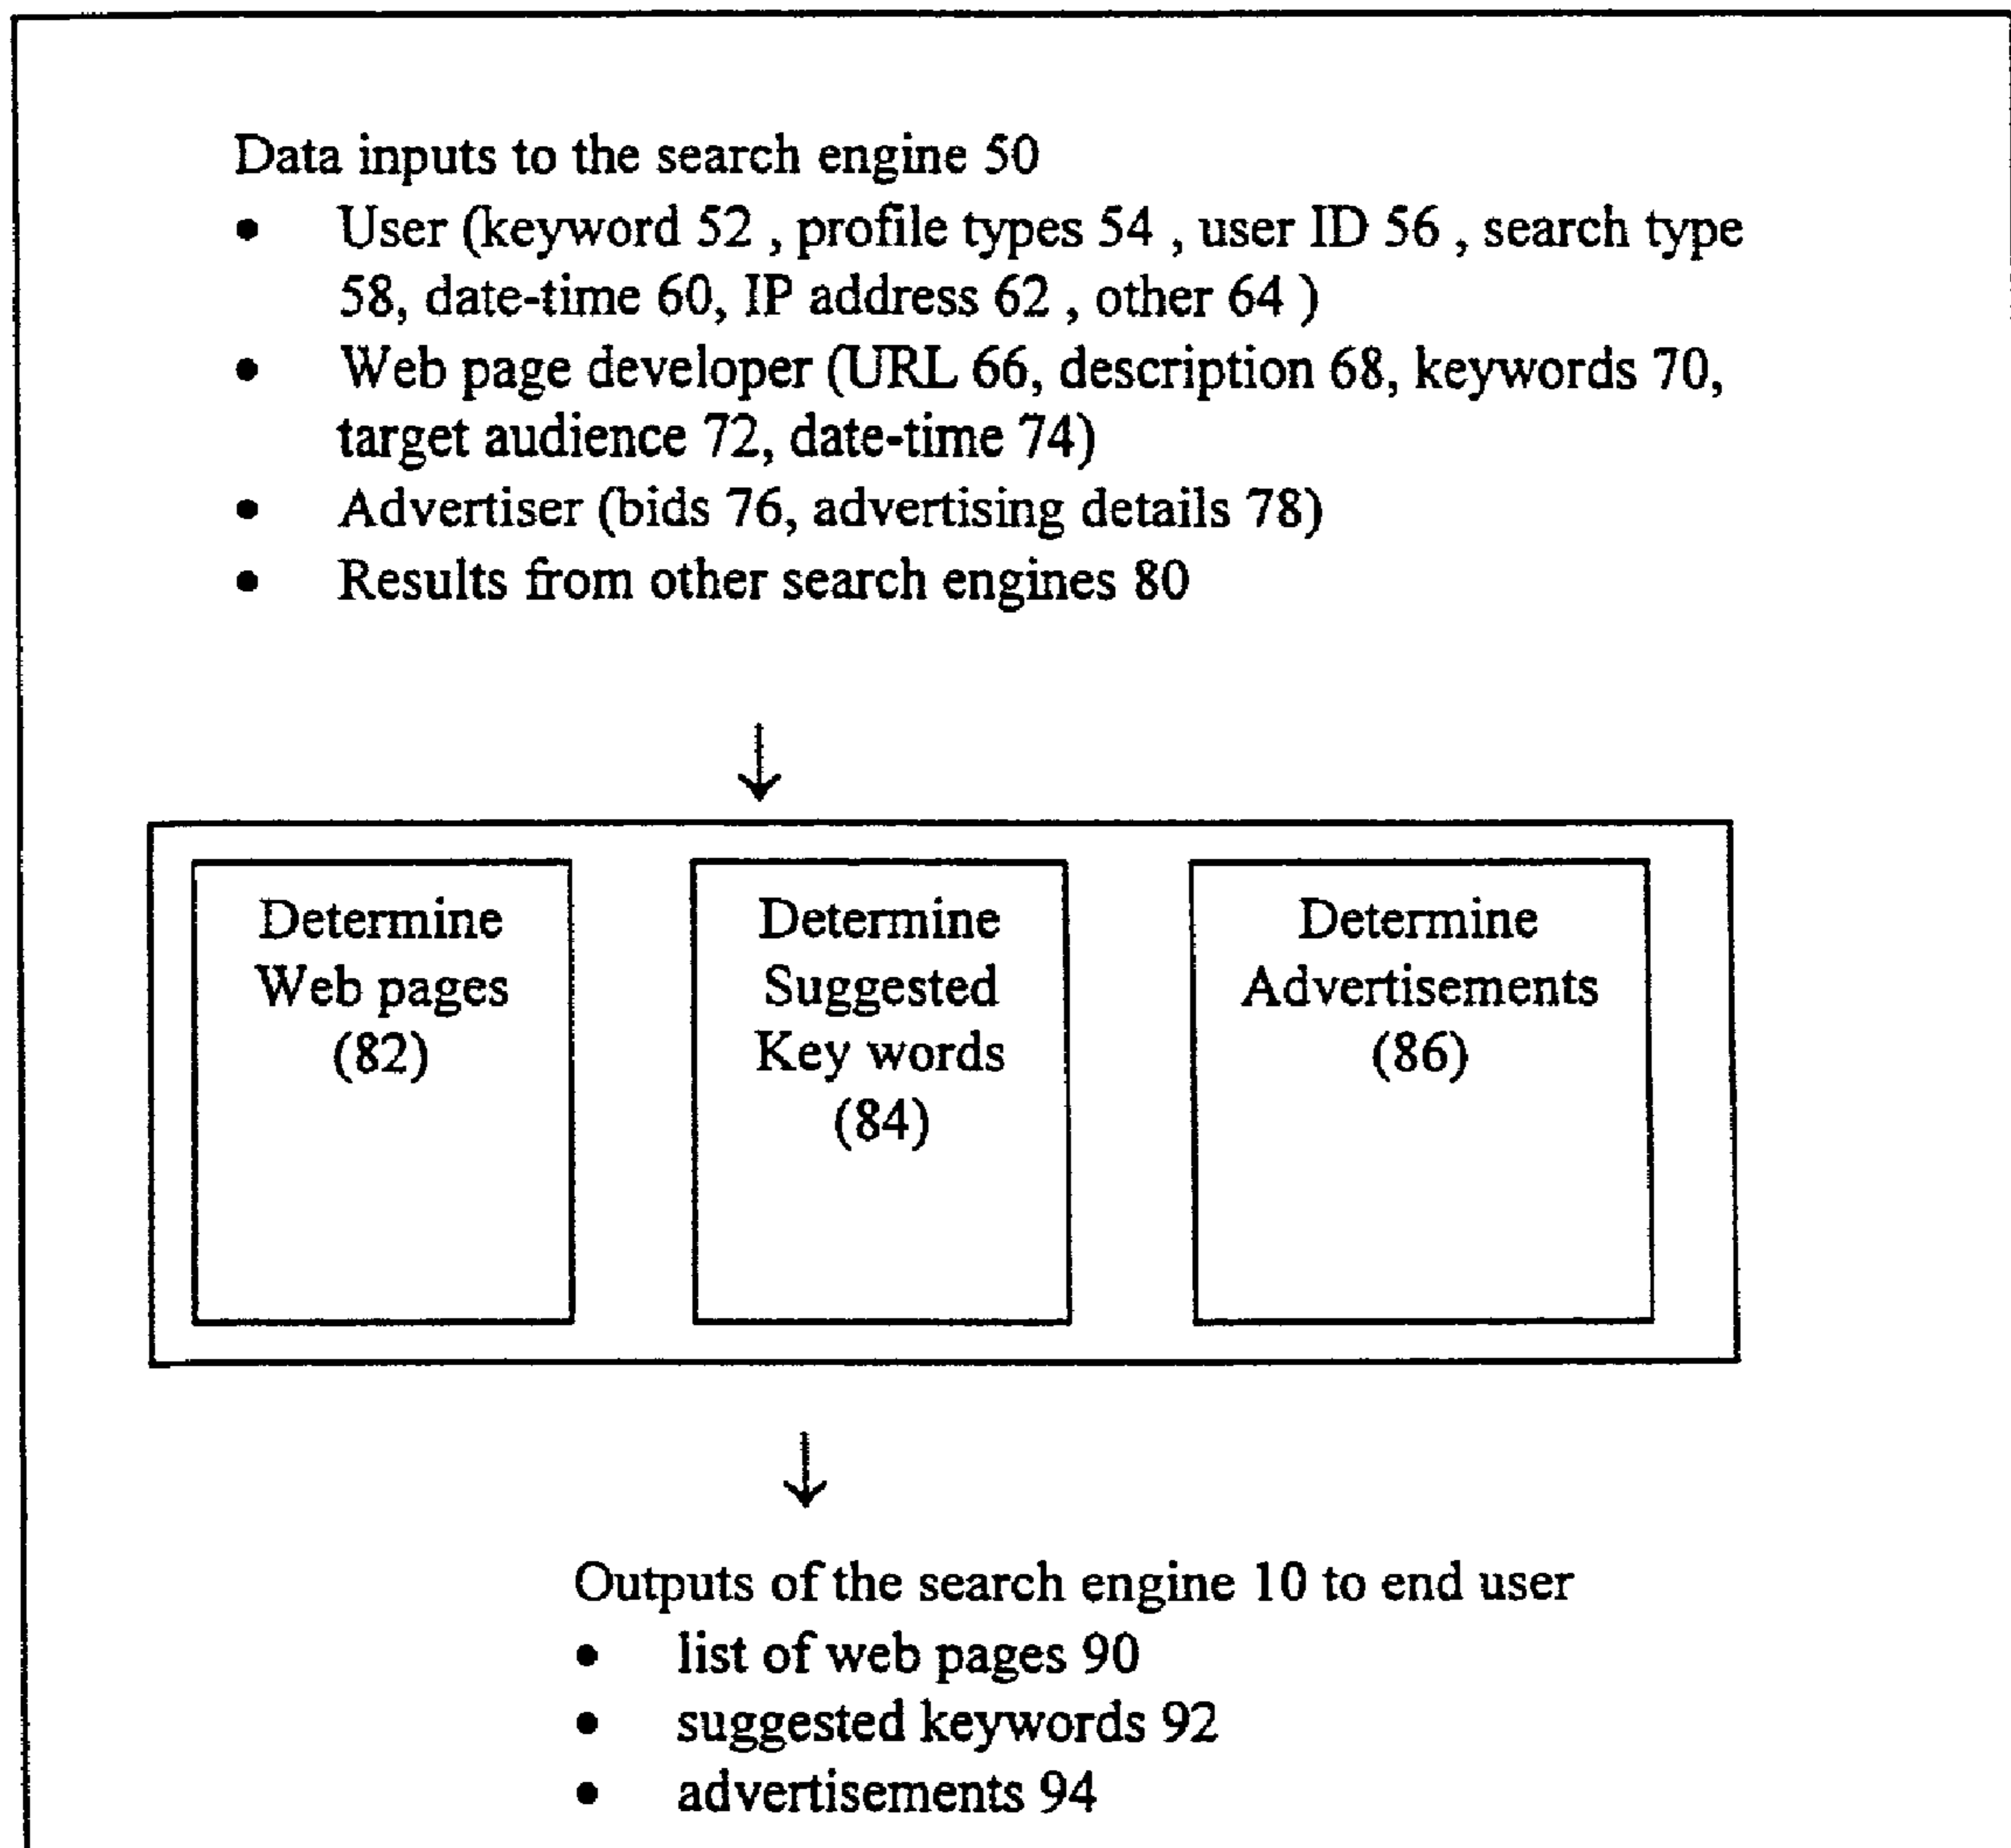 Data inputs to the search engine 50
• User (keyword 52 , profile types 54 , user ID 56 , search type
58, date-time 60, IP address 62 , other 64 )
• Web page developer (URL 66, description 68, keywords 70,
target audience 72, date-time 74)
• Advertiser (bids 76, advertising details 78)
• Results from other search engines 80
Determine
Web pages
(82)
Determine
Suggested
Key words
(84)
Determine
Advertisements
(86)
Outputs of the search engine 10 to end user
• list of web pages 90
• suggested keywords 92
• advertisements 94